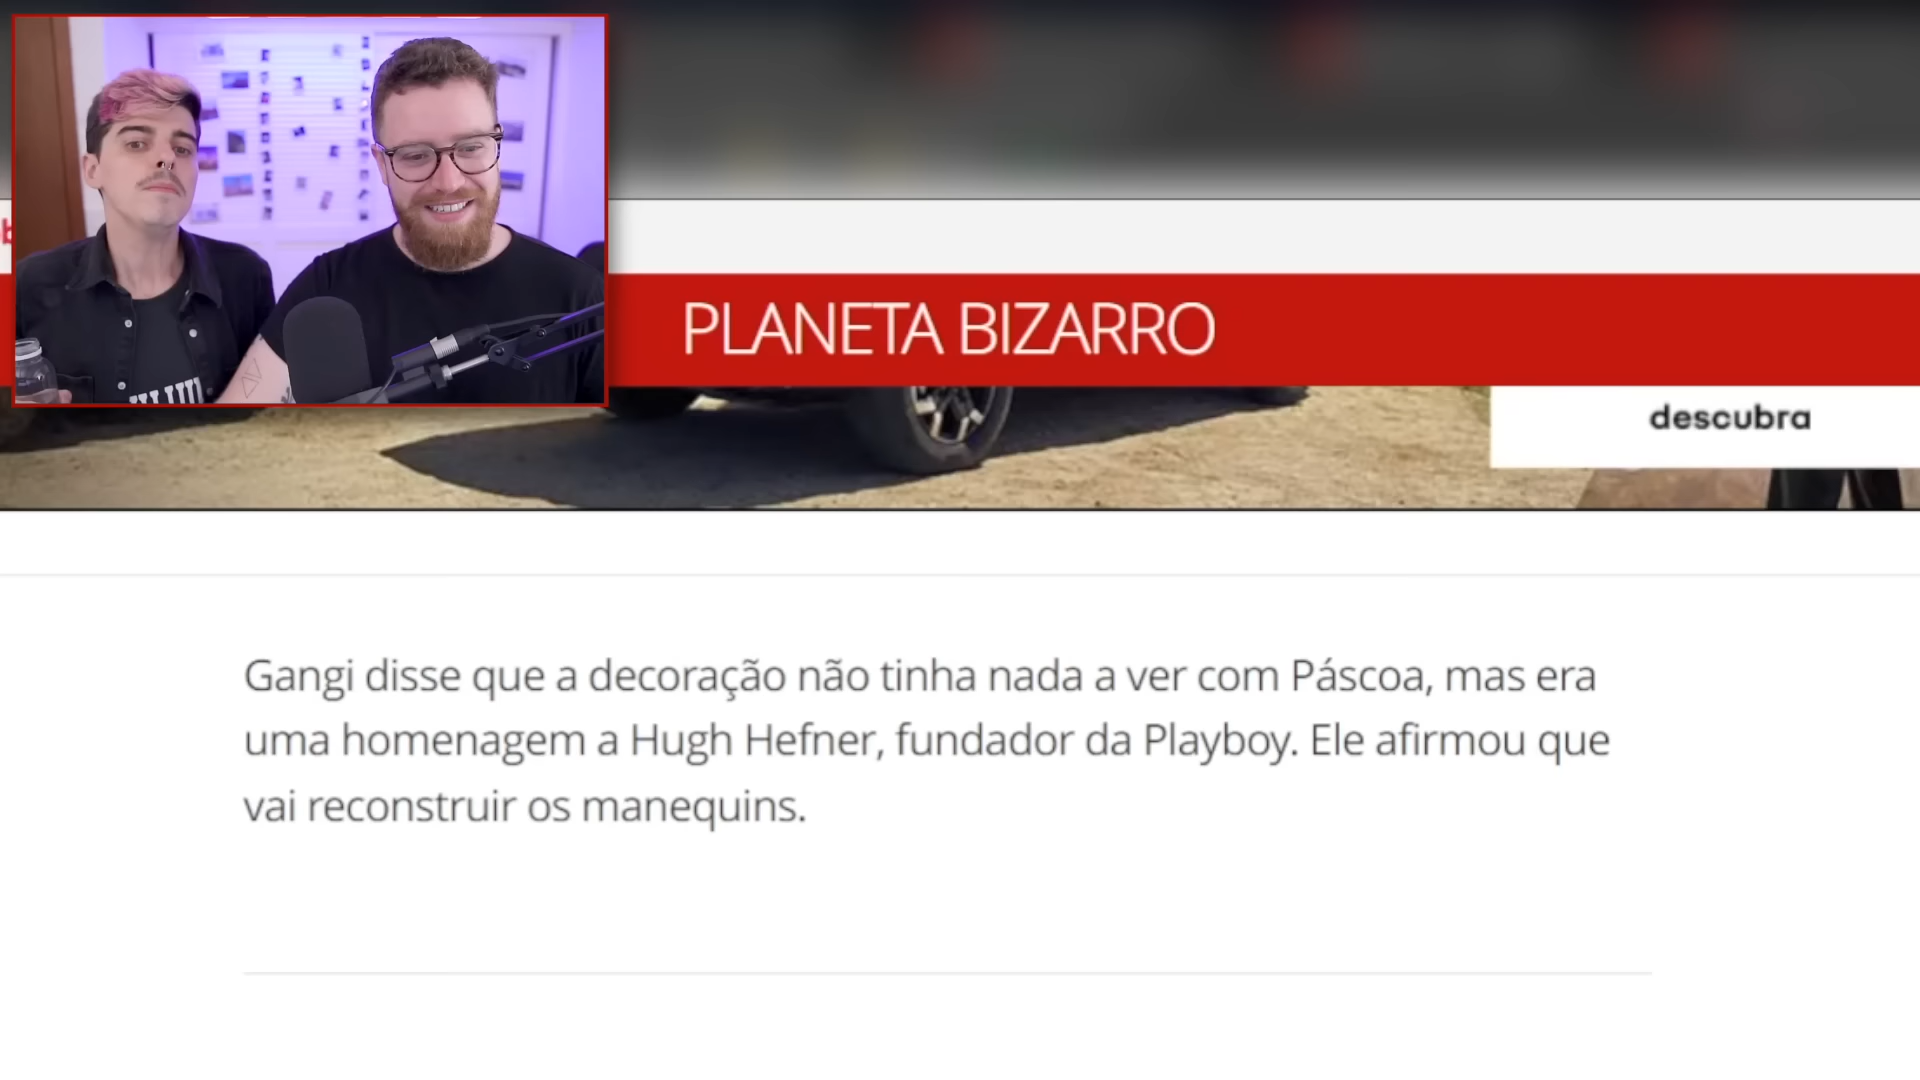 PLANETA BIZARRO
descubra
Gangi disse que a decoração não tinha nada a ver com Páscoa, mas era
uma homenagem a Hugh Hefner, fundador da Playboy. Ele afirmou que
vai reconstruir os manequins.